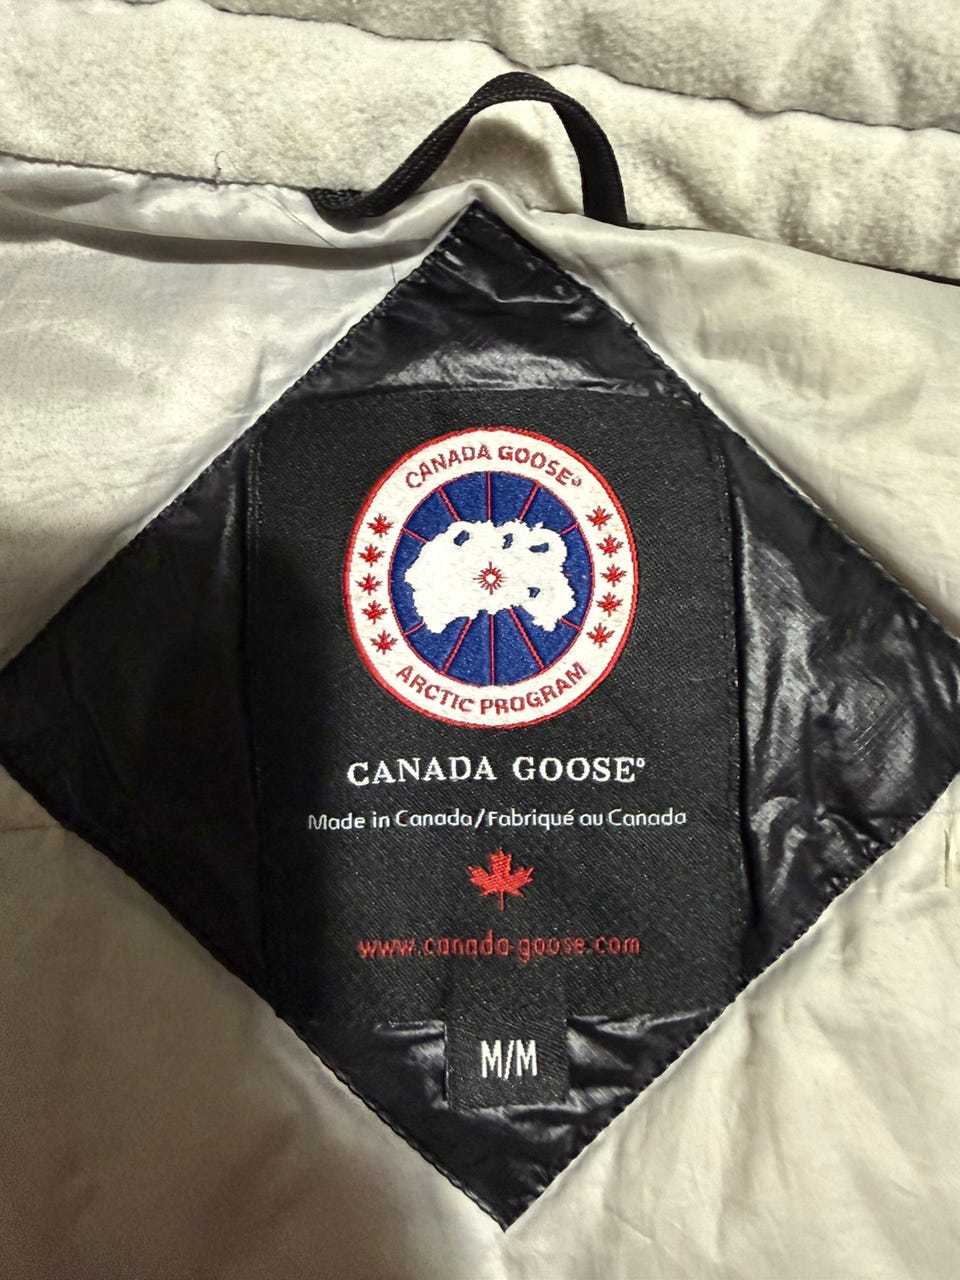 CANADA GOOSE®
ARCTIC PROGRAM
CANADA GOOSE®
Made in Canada/Fabriqué au Canada
www.canada-goose.com
M/M